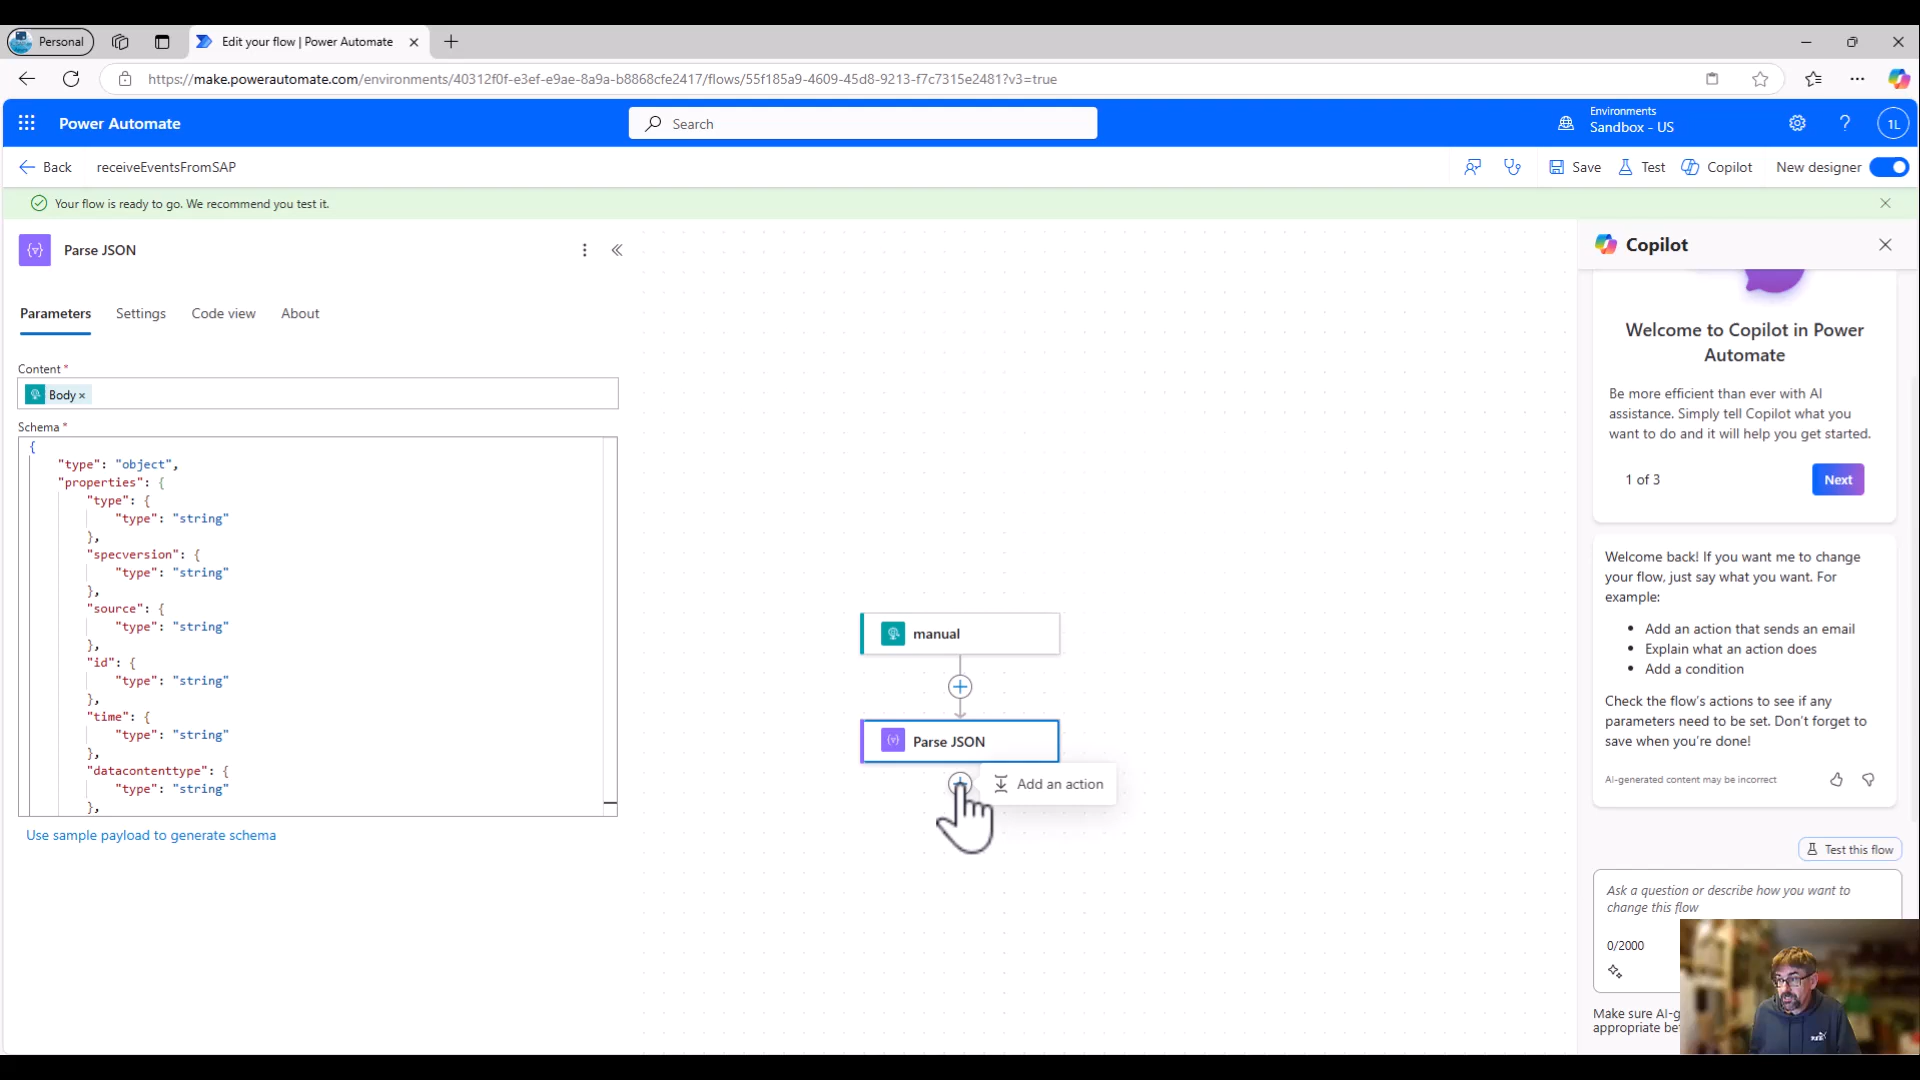 Personal
Edit your flow | Power Automate
https://make.powerautomate.com/environments/40312f0f-e3ef-e9ae-8a9a-b8868cfe2417/flows/55f185a9-4609-45d8-9213-f7c7315e2481?v3=true
Power Automate
Search
Environments
Sandbox - US
1L
Back
receiveEventsFromSAP
Save
Test
Copilot
New designer
Your flow is ready to go. We recommend you test it.
Parse JSON
Parameters
Settings
Code view
About
Content *
Body ×
Schema *
{
"type": "object",
"properties": {
"type": {
"type": "string"
},
"specversion": {
"type": "string"
},
"source": {
"type": "string"
},
"id": {
"type": "string"
},
"time": {
"type": "string"
},
"datacontenttype": {
"type": "string"
},
Use sample payload to generate schema
manual
Parse JSON
Add an action
Copilot
Welcome to Copilot in Power
Automate
Be more efficient than ever with AI
assistance. Simply tell Copilot what you
want to do and it will help you get started.
1 of 3
Next
Welcome back! If you want me to change
your flow, just say what you want. For
example:
• Add an action that sends an email
• Explain what an action does
• Add a condition
Check the flow's actions to see if any
parameters need to be set. Don't forget to
save when you're done!
AI-generated content may be incorrect
Test this flow
Ask a question or describe how you want to
change this flow
0/2000
Make sure AI-g
appropriate be